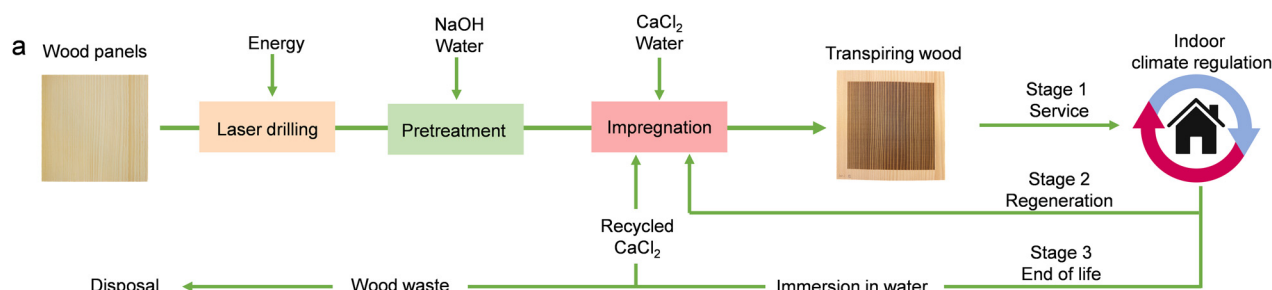 a
Wood panels
Energy
Laser drilling
NaOH
Water
Pretreatment
CaCl₂
Water
Impregnation
Transpiring wood
Stage 1
Service
Indoor
climate regulation
Stage 2
Regeneration
Recycled
CaCl₂
Stage 3
End of life
Immersion in water
Wood waste
Disposal